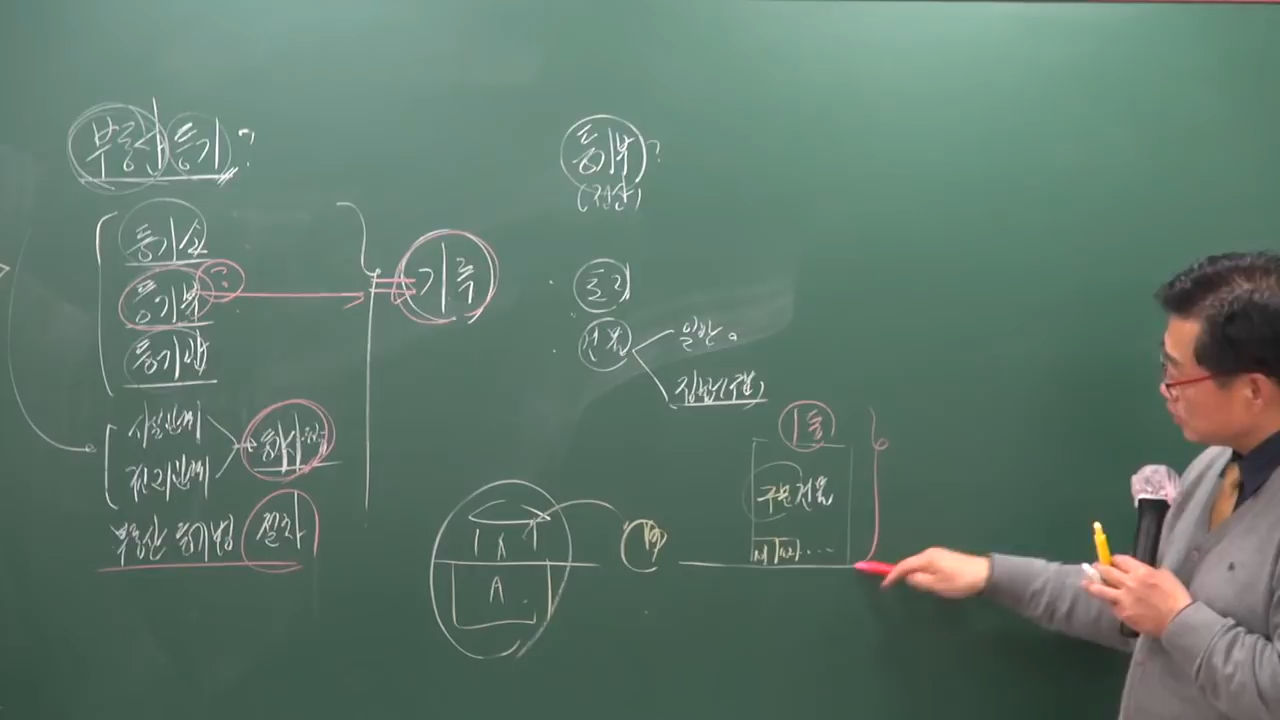 부동산등기?
등기소
등기부
등기관
사실관계
권리관계
부동산 등기법 절차
기록
등기부?
(전산)
토지
건물
일반
집합(구분)
1동
구분건물
A